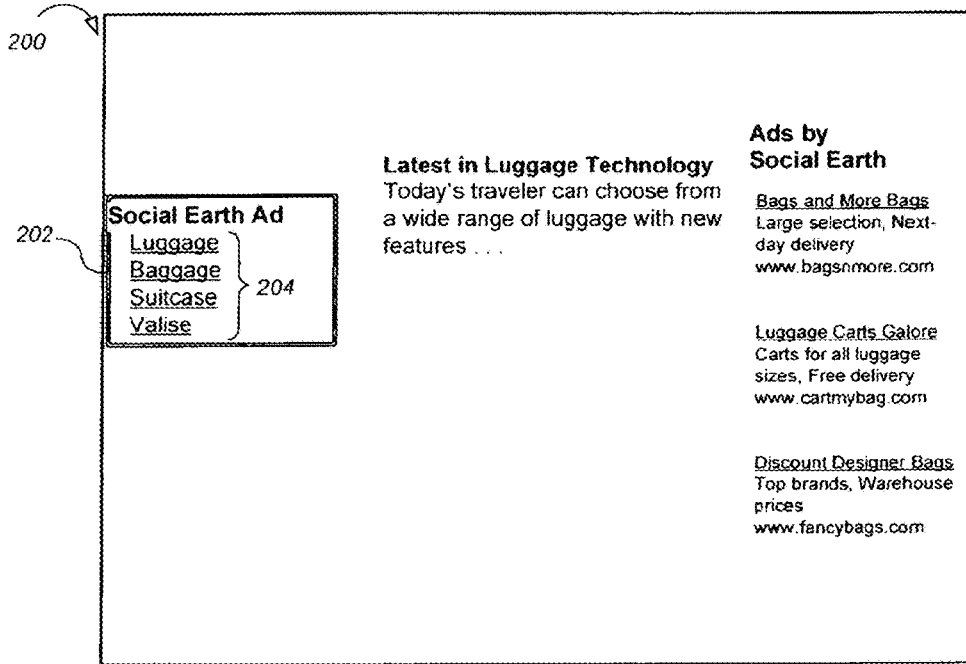 200
202
Social Earth Ad
Luggage
Baggage
Suitcase
Valise
204
Latest in Luggage Technology
Today's traveler can choose from
a wide range of luggage with new
features . . .
Ads by
Social Earth
Bags and More Bags
Large selection, Next-
day delivery
www.bagsnmore.com
Luggage Carts Galore
Carts for all luggage
sizes, Free delivery
www.cartmybag.com
Discount Designer Bags
Top brands, Warehouse
prices
www.fancybags.com